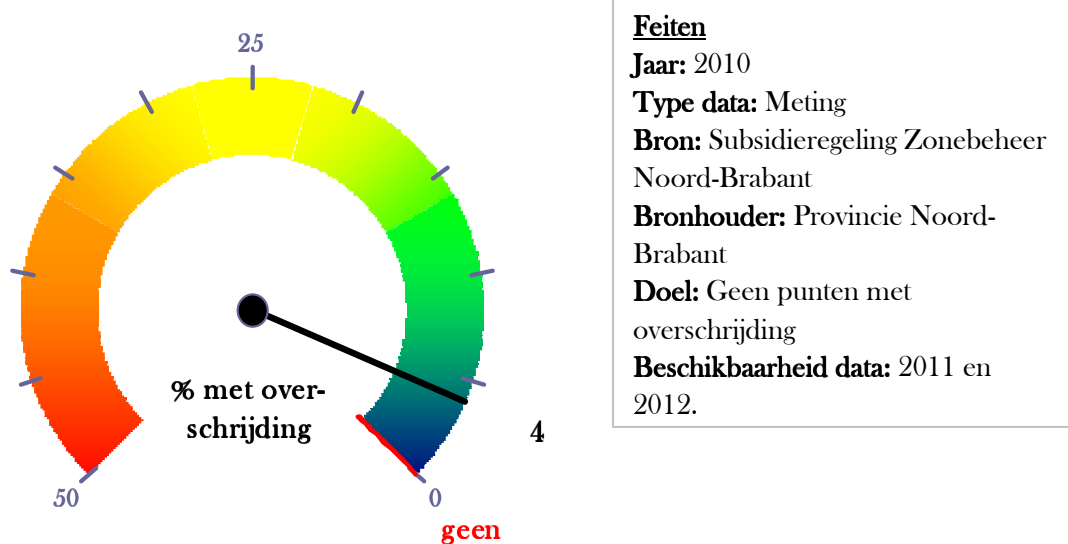 25
% met over-
schrijding
4
50
0
geen
Feiten
Jaar: 2010
Type data: Meting
Bron: Subsidieregeling Zonebeheer
Noord-Brabant
Bronhouder: Provincie Noord-
Brabant
Doel: Geen punten met
overschrijding
Beschikbaarheid data: 2011 en
2012.